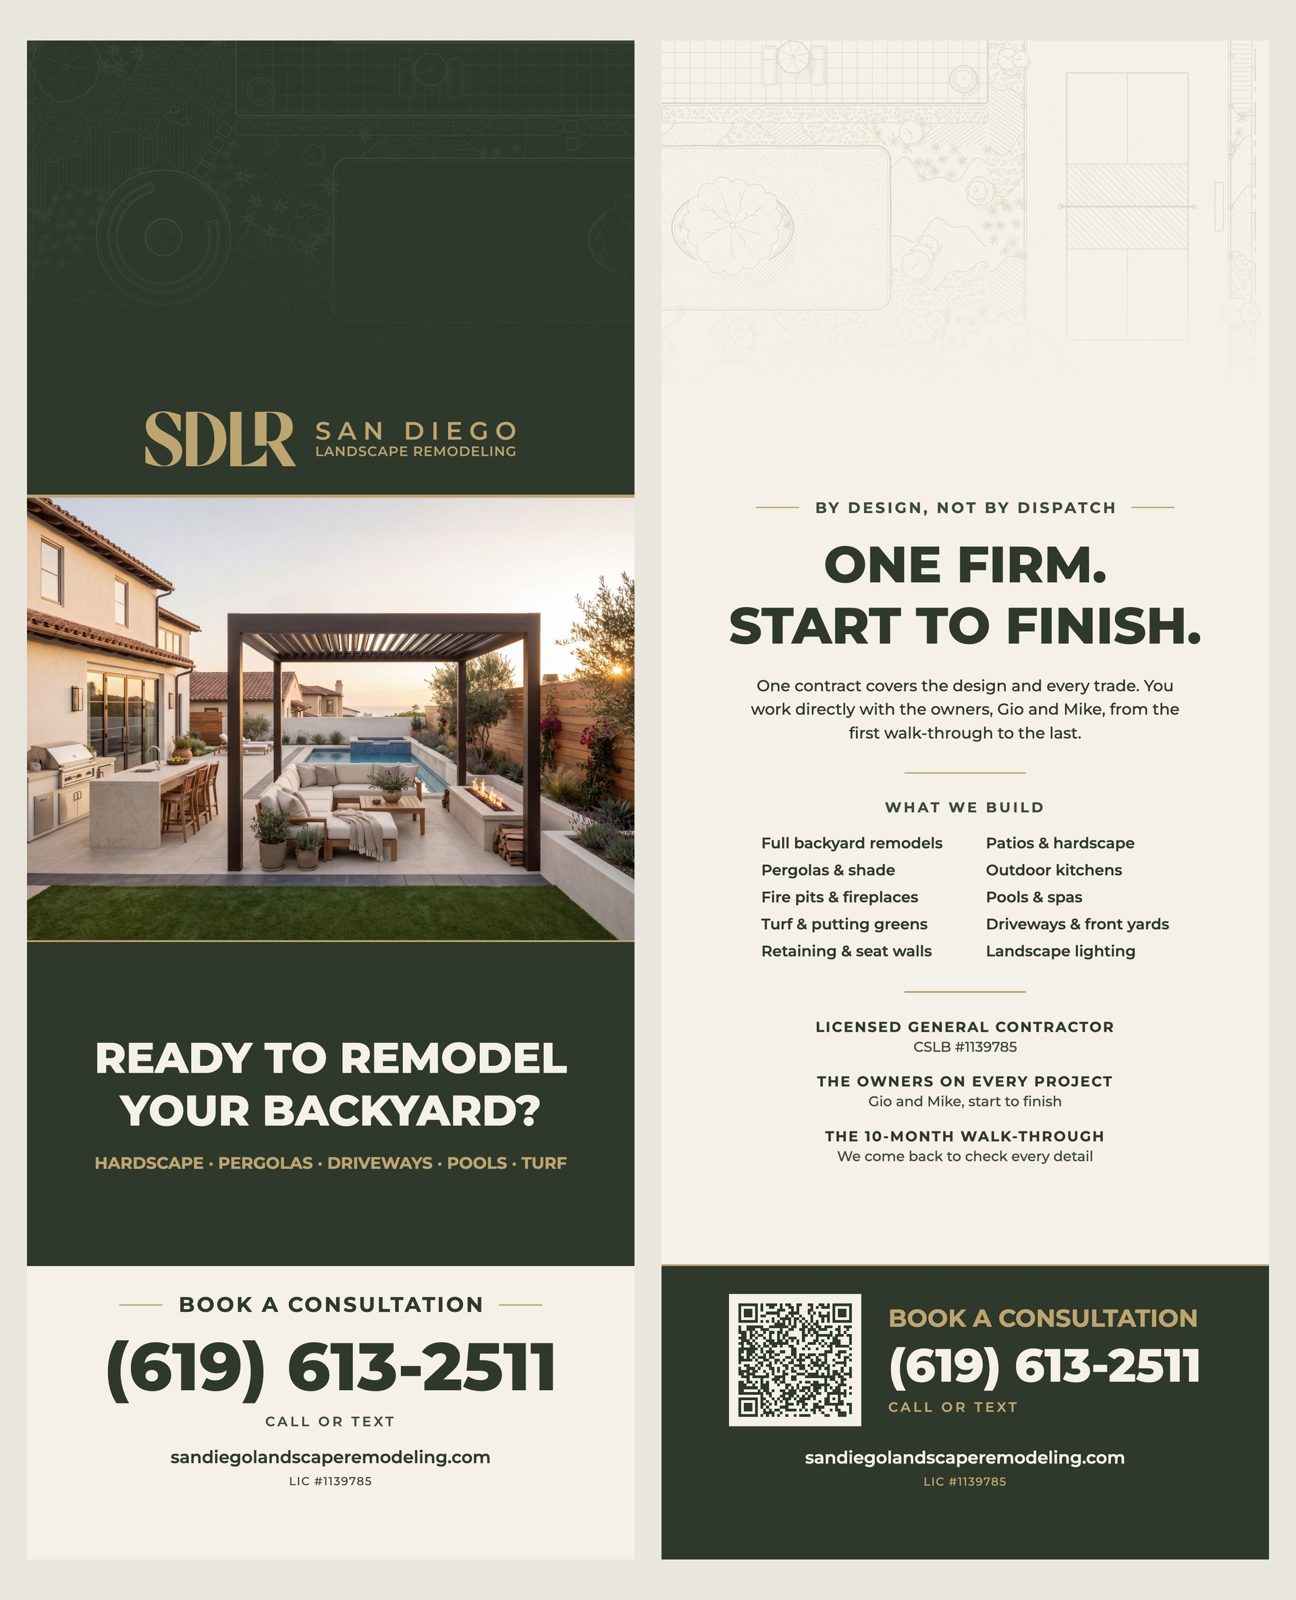 SDLR
SAN DIEGO
LANDSCAPE REMODELING
READY TO REMODEL
YOUR BACKYARD?
HARDSCAPE · PERGOLAS · DRIVEWAYS · POOLS · TURF
BOOK A CONSULTATION
(619) 613-2511
CALL OR TEXT
sandiegolandscaperemodeling.com
LIC #1139785
BY DESIGN, NOT BY DISPATCH
ONE FIRM.
START TO FINISH.
One contract covers the design and every trade. You
work directly with the owners, Gio and Mike, from the
first walk-through to the last.
WHAT WE BUILD
Full backyard remodels
Pergolas & shade
Fire pits & fireplaces
Turf & putting greens
Retaining & seat walls
Patios & hardscape
Outdoor kitchens
Pools & spas
Driveways & front yards
Landscape lighting
LICENSED GENERAL CONTRACTOR
CSLB #1139785
THE OWNERS ON EVERY PROJECT
Gio and Mike, start to finish
THE 10-MONTH WALK-THROUGH
We come back to check every detail
BOOK A CONSULTATION
(619) 613-2511
CALL OR TEXT
sandiegolandscaperemodeling.com
LIC #1139785